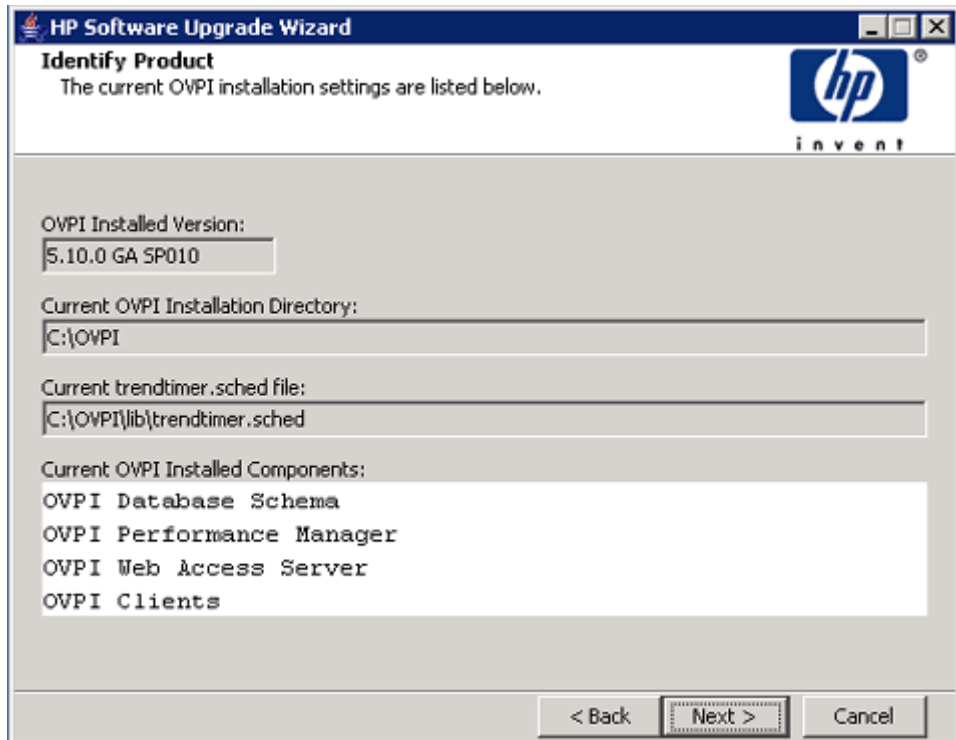 HP Software Upgrade Wizard
Identify Product
The current OVPI installation settings are listed below.
hp
®
invent
OVPI Installed Version:
5.10.0 GA SP010
Current OVPI Installation Directory:
C:\OVPI
Current trendtimer.sched file:
C:\OVPI\lib\trendtimer.sched
Current OVPI Installed Components:
OVPI Database Schema
OVPI Performance Manager
OVPI Web Access Server
OVPI Clients
< Back Next > Cancel